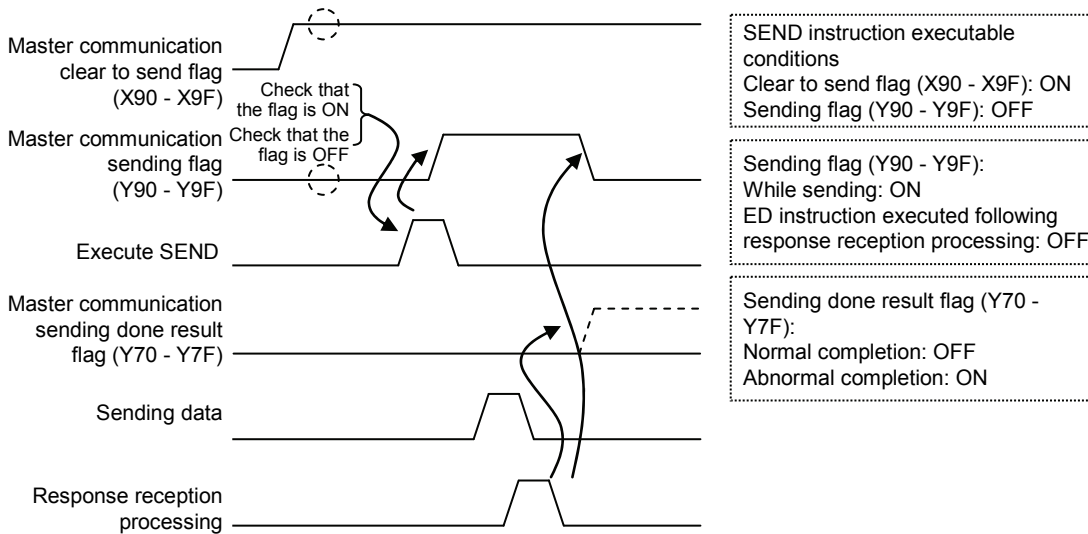 Master communication
clear to send flag
(X90 - X9F)
Check that
the flag is ON
Check that the
flag is OFF
Master communication
sending flag
(Y90 - Y9F)
Execute SEND
Master communication
sending done result
flag (Y70 - Y7F)
Sending data
Response reception
processing
SEND instruction executable
conditions
Clear to send flag (X90 - X9F): ON
Sending flag (Y90 - Y9F): OFF
Sending flag (Y90 - Y9F):
While sending: ON
ED instruction executed following
response reception processing: OFF
Sending done result flag (Y70 -
Y7F):
Normal completion: OFF
Abnormal completion: ON